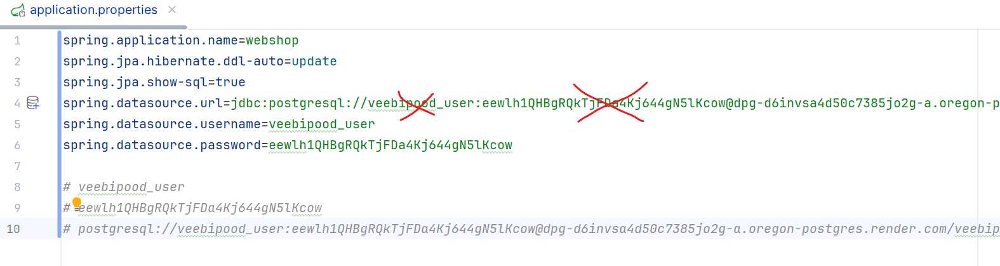 application.properties
1 spring.application.name=webshop
2 spring.jpa.hibernate.ddl-auto=update
3 spring.jpa.show-sql=true
4 spring.datasource.url=jdbc:postgresql://veebipood_user:eewlh1QHBgRQkTjFDa4Kj644gN5lKcow@dpg-d6invsa4d50c7385jo2g-a.oregon-p
5 spring.datasource.username=veebipood_user
6 spring.datasource.password=eewlh1QHBgRQkTjFDa4Kj644gN5lKcow
7
8 # veebipood_user
9 # eewlh1QHBgRQkTjFDa4Kj644gN5lKcow
10 # postgresql://veebipood_user:eewlh1QHBgRQkTjFDa4Kj644gN5lKcow@dpg-d6invsa4d50c7385jo2g-a.oregon-postgres.render.com/veebip